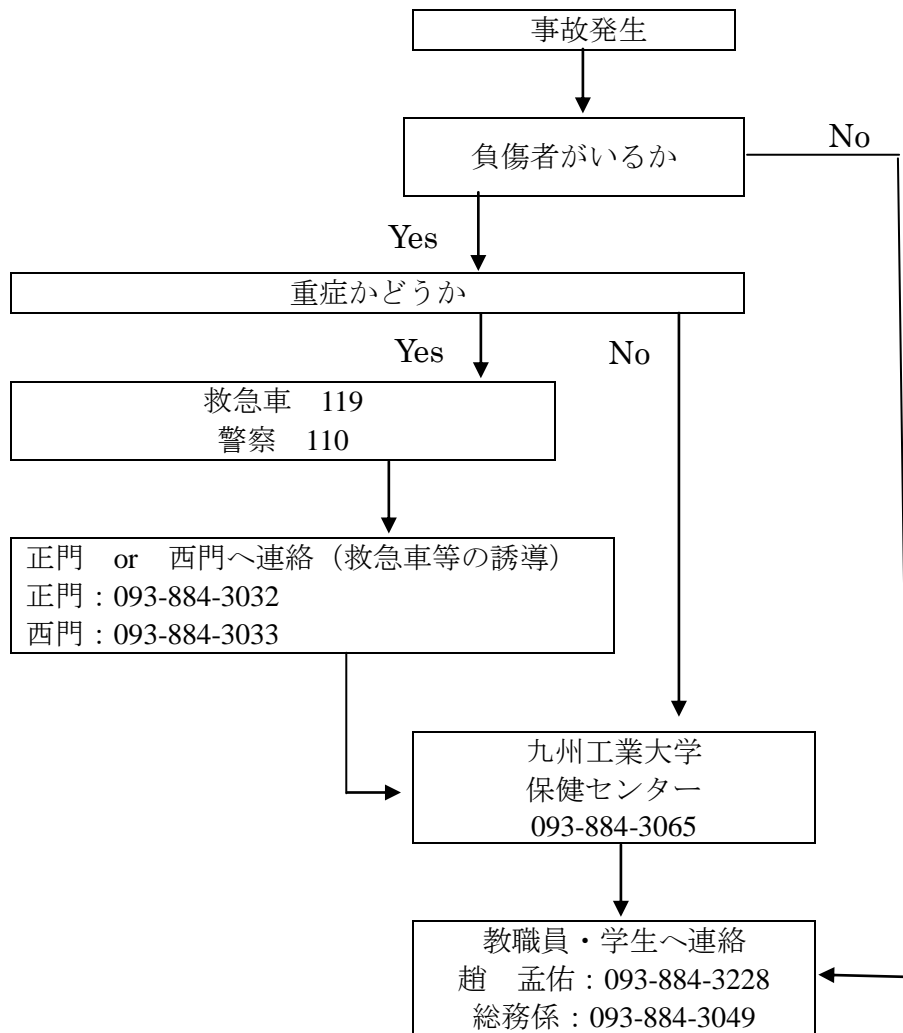 事故発生
負傷者がいるか
No
Yes
重症かどうか
Yes
No
救急車　119
警察　110
正門　or　西門へ連絡（救急車等の誘導）
正門：093-884-3032
西門：093-884-3033
九州工業大学
保健センター
093-884-3065
教職員・学生へ連絡
趙　孟佑：093-884-3228
総務係：093-884-3049